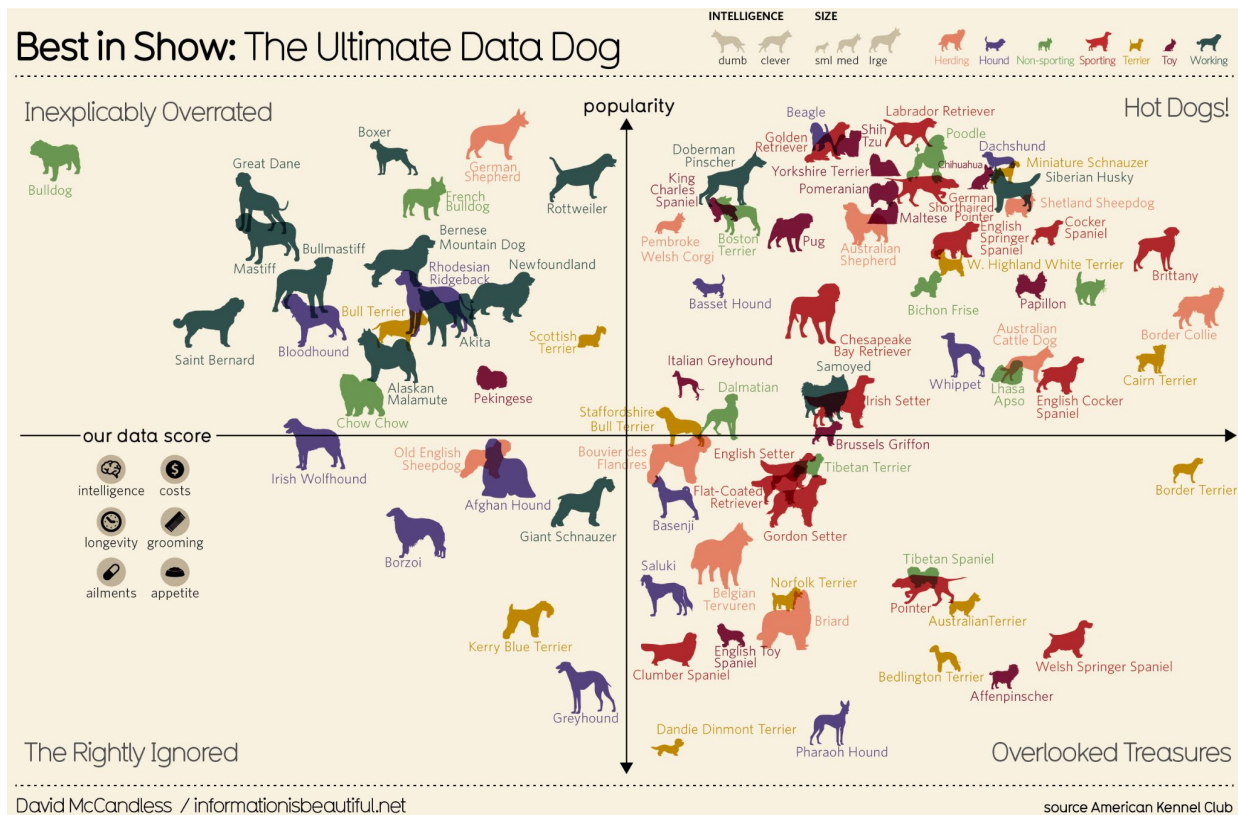 Best in Show: The Ultimate Data Dog
INTELLIGENCE
dumb clever
SIZE
sml med lrge
Herding Hound Non-sporting Sporting Terrier Toy Working
Inexplicably Overrated
popularity
Hot Dogs!
Bulldog
Great Dane
Boxer
German
Shepherd
Rottweiler
French
Bulldog
Mastiff
Bullmastiff
Bernese
Mountain Dog
Rhodesian
Ridgeback
Newfoundland
Saint Bernard
Bloodhound
Bull Terrier
Akita
Scottish
Terrier
Alaskan
Malamute
Pekingese
Chow Chow
Beagle
Golden
Retriever
Shih
Tzu
Labrador Retriever
Poodle
Doberman
Pinscher
Yorkshire Terrier
Chihuahua
Dachshund
Miniature Schnauzer
Siberian Husky
King
Charles
Spaniel
Pomeranian
German
Shorthaired
Pointer
Shetland Sheepdog
Maltese
Pembroke
Welsh Corgi
Boston
Terrier
Pug
Australian
Shepherd
English
Springer
Spaniel
Cocker
Spaniel
Brittany
W. Highland White Terrier
Basset Hound
Bichon Frise
Papillon
Border Collie
Chesapeake
Bay Retriever
Australian
Cattle Dog
Whippet
Lhasa
Apso
English Cocker
Spaniel
Cairn Terrier
Italian Greyhound
Dalmatian
Samoyed
Irish Setter
Staffordshire
Bull Terrier
Brussels Griffon
our data score
intelligence costs
longevity grooming
ailments appetite
Irish Wolfhound
Old English
Sheepdog
Afghan Hound
Giant Schnauzer
Borzoi
Kerry Blue Terrier
Greyhound
Bouvier des
Flandres
English Setter
Tibetan Terrier
Border Terrier
Basenji
Flat-Coated
Retriever
Gordon Setter
Saluki
Belgian
Tervuren
Norfolk Terrier
Briard
Tibetan Spaniel
Pointer
AustralianTerrier
Clumber Spaniel
English Toy
Spaniel
Bedlington Terrier
Affenpinscher
Welsh Springer Spaniel
Dandie Dinmont Terrier
Pharaoh Hound
The Rightly Ignored
Overlooked Treasures
David McCandless / informationisbeautiful.net
source American Kennel Club